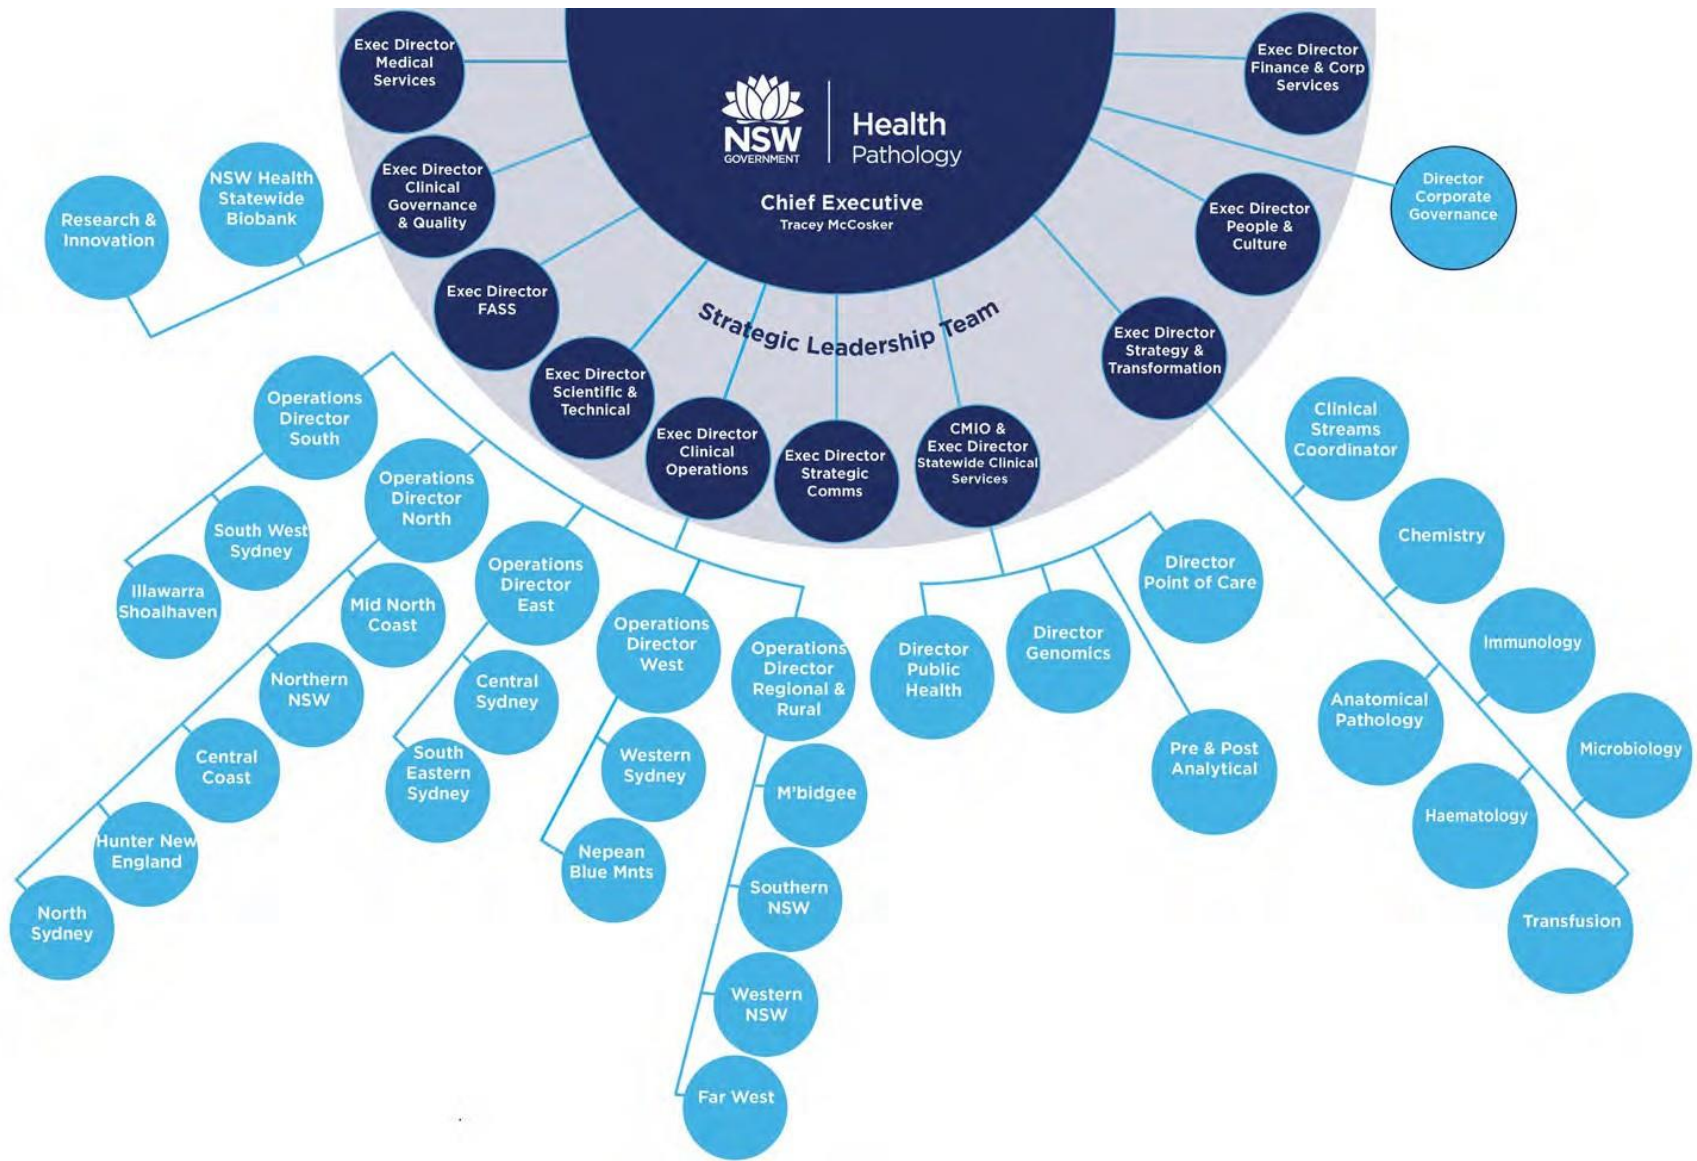 NSW
GOVERNMENT
Health
Pathology
Chief Executive
Tracey McCosker
Strategic Leadership Team
Exec Director
Medical
Services
Exec Director
Clinical
Governance
& Quality
Exec Director
FASS
Exec Director
Scientific &
Technical
Exec Director
Clinical
Operations
Exec Director
Strategic
Comms
CMIO &
Exec Director
Statewide Clinical
Services
Exec Director
Strategy &
Transformation
Exec Director
People &
Culture
Exec Director
Finance & Corp
Services
Director
Corporate
Governance
Research &
Innovation
NSW Health
Statewide
Biobank
Operations
Director
South
South West
Sydney
Illawarra
Shoalhaven
Operations
Director
North
Mid North
Coast
Northern
NSW
Central
Coast
Hunter New
England
North
Sydney
Operations
Director
East
Central
Sydney
South
Eastern
Sydney
Operations
Director
West
Western
Sydney
Nepean
Blue Mnts
Operations
Director
Regional &
Rural
M'bidgee
Southern
NSW
Western
NSW
Far West
Director
Public
Health
Director
Genomics
Director
Point of Care
Pre & Post
Analytical
Clinical
Streams
Coordinator
Chemistry
Immunology
Microbiology
Anatomical
Pathology
Haematology
Transfusion